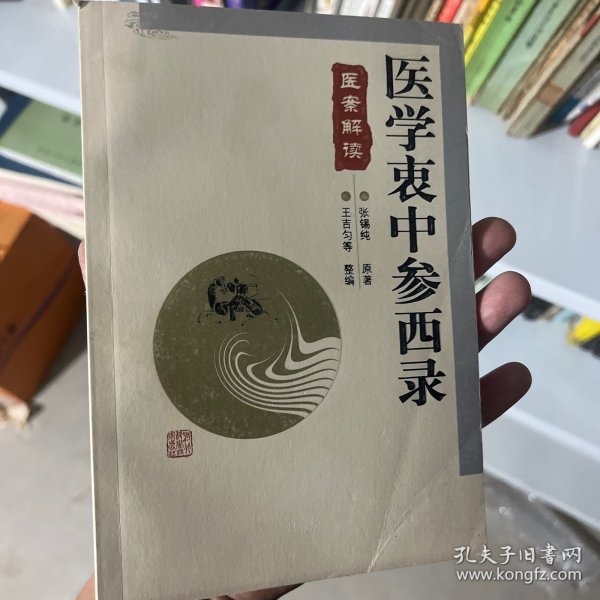 医学衷中参西录
医案解读
张锡纯 原著
王吉匀等 整编
孔夫子旧书网
www.kongfz.com